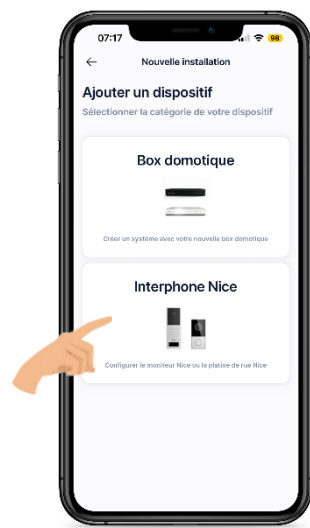 07:17
98
Nouvelle installation
Ajouter un dispositif
Sélectionner la catégorie de votre dispositif
Box domotique
Créer un système avec votre nouvelle box domotique
Interphone Nice
Configurer le moniteur Nice ou la platine de rue Nice